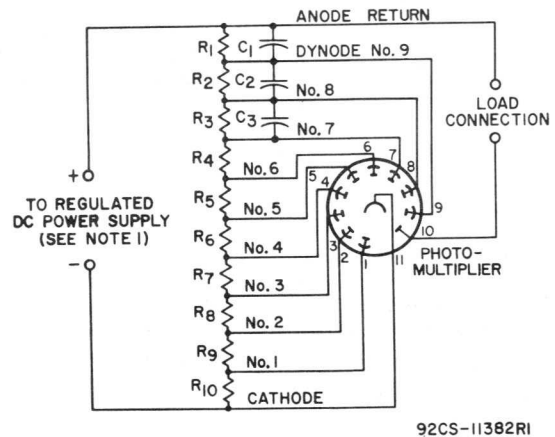 ANODE RETURN
R1
C1
DYNODE No. 9
R2
C2
No. 8
R3
C3
No. 7
R4
No. 6
R5
No. 5
R6
No. 4
R7
No. 3
R8
No. 2
R9
No. 1
R10
CATHODE
+
TO REGULATED
DC POWER SUPPLY
(SEE NOTE 1)
-
LOAD
CONNECTION
5
6
7
4
8
9
10
3
2
1
11
PHOTO-
MULTIPLIER
92CS-11382R1